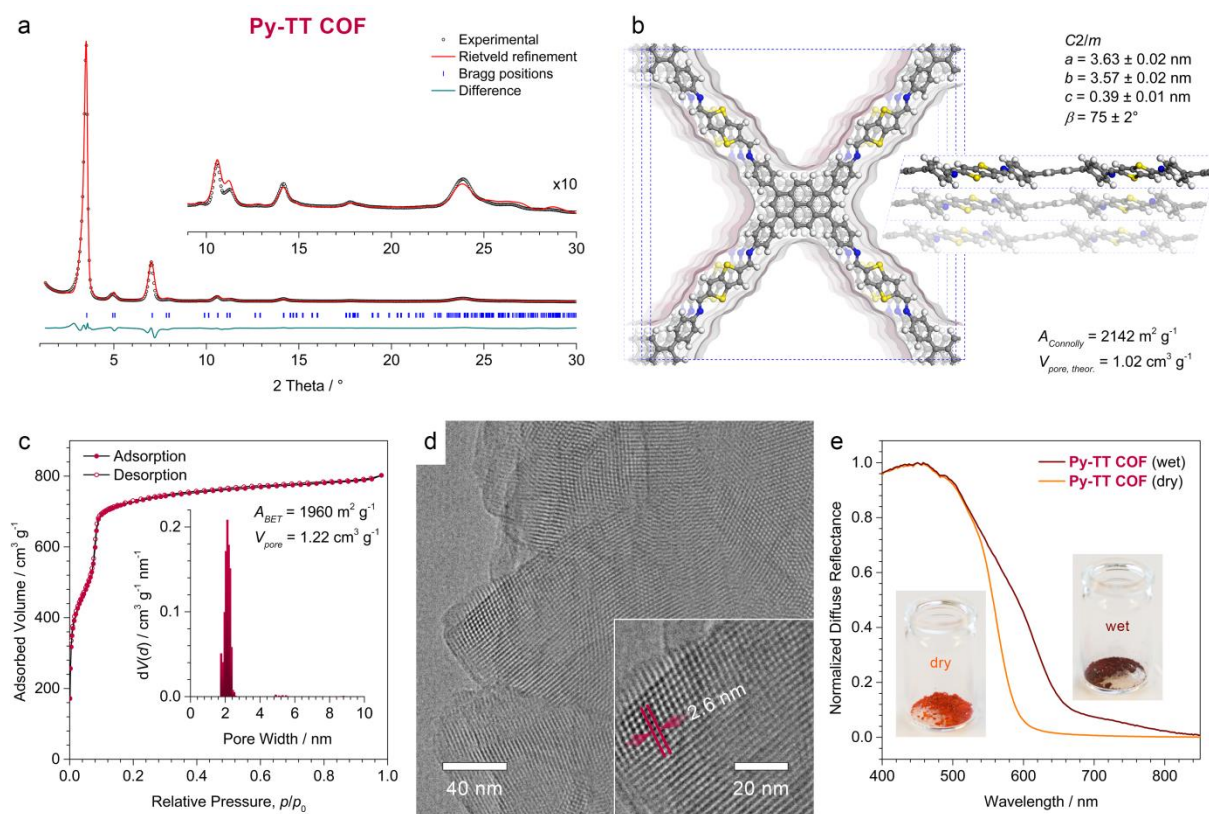 a
Py-TT COF
Experimental
Rietveld refinement
Bragg positions
Difference
x10
10 15 20 25 30
5 10 15 20 25 30
2 Theta / °
b
C2/m
a = 3.63 ± 0.02 nm
b = 3.57 ± 0.02 nm
c = 0.39 ± 0.01 nm
β = 75 ± 2°
A_Connolly = 2142 m² g⁻¹
V_pore, theor. = 1.02 cm³ g⁻¹
c
Adsorption
Desorption
A_BET = 1960 m² g⁻¹
V_pore = 1.22 cm³ g⁻¹
800
600
400
200
0
Adsorbed Volume / cm³ g⁻¹
0.2
0.1
0.0
dV(d) / cm³ g⁻¹ nm⁻¹
0 2 4 6 8 10
Pore Width / nm
0.0 0.2 0.4 0.6 0.8 1.0
Relative Pressure, p/p₀
d
40 nm
2.6 nm
20 nm
e
Py-TT COF (wet)
Py-TT COF (dry)
1.0
0.8
0.6
0.4
0.2
0.0
Normalized Diffuse Reflectance
dry
wet
400 500 600 700 800
Wavelength / nm